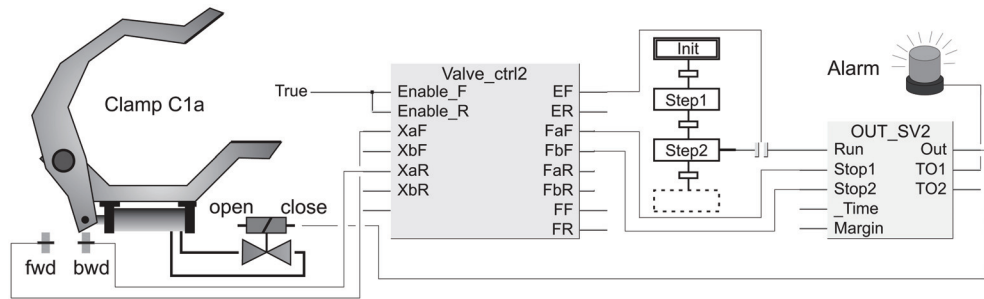 Clamp C1a
fwd
bwd
open
close
True
Valve_ctrl2
Enable_F
EF
Enable_R
ER
XaF
FaF
XbF
FbF
XaR
FaR
XbR
FbR
FF
FR
Init
Step1
Step2
Alarm
OUT_SV2
Run
Out
Stop1
TO1
Stop2
TO2
_Time
Margin